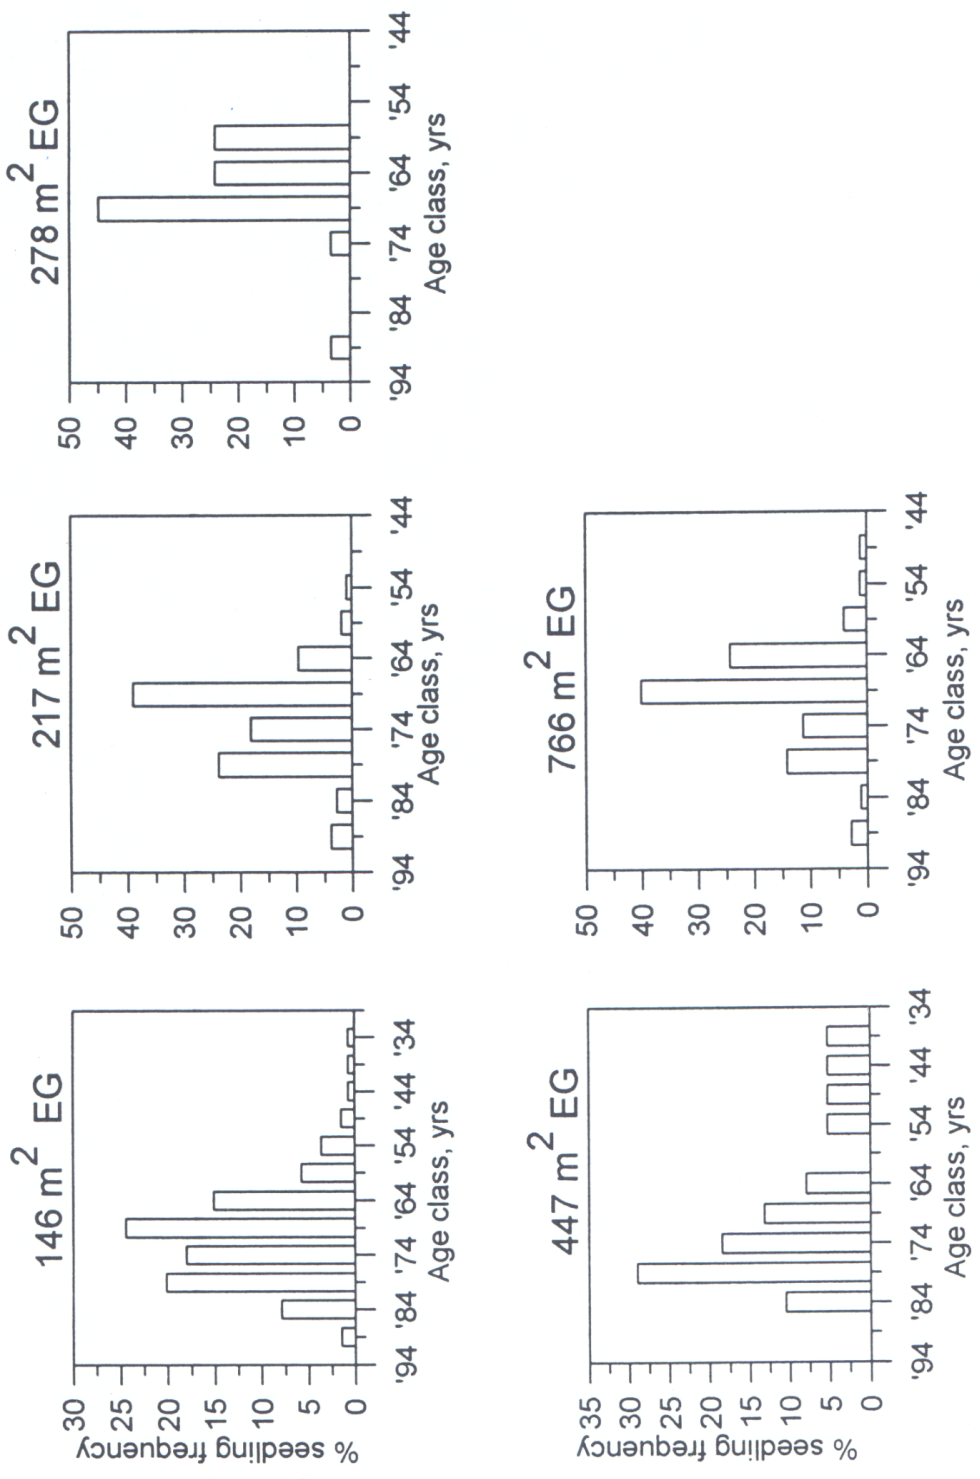 146 m² EG
% seedling frequency
30
25
20
15
10
5
0
'94 '84 '74 '64 '54 '44 '34
Age class, yrs
217 m² EG
50
40
30
20
10
0
'94 '84 '74 '64 '54 '44
Age class, yrs
278 m² EG
50
40
30
20
10
0
'94 '84 '74 '64 '54 '44
Age class, yrs
447 m² EG
% seedling frequency
35
30
25
20
15
10
5
0
'94 '84 '74 '64 '54 '44 '34
Age class, yrs
766 m² EG
50
40
30
20
10
0
'94 '84 '74 '64 '54 '44
Age class, yrs